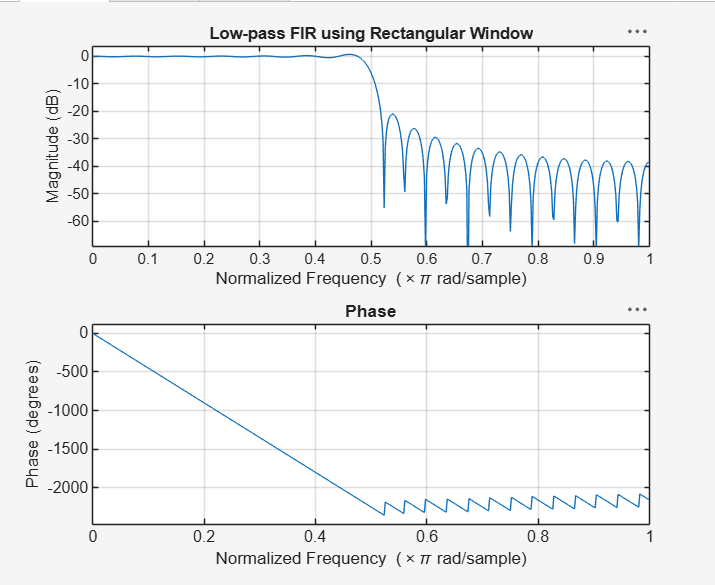 Low-pass FIR using Rectangular Window
0
-10
-20
-30
-40
-50
-60
Magnitude (dB)
0 0.1 0.2 0.3 0.4 0.5 0.6 0.7 0.8 0.9 1
Normalized Frequency (× π rad/sample)
Phase
0
-500
-1000
-1500
-2000
Phase (degrees)
0 0.2 0.4 0.6 0.8 1
Normalized Frequency (× π rad/sample)